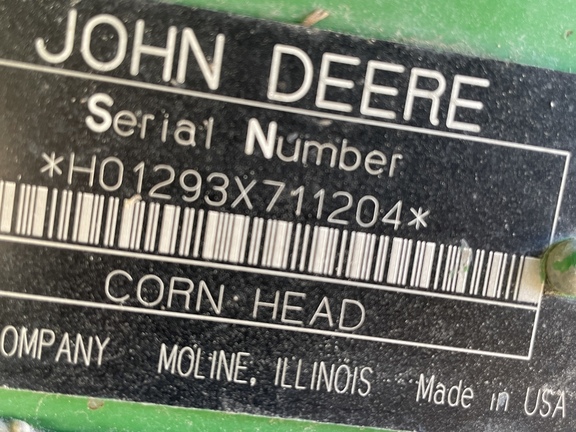 JOHN DEERE
Serial Number
*H01293X711204*
CORN HEAD
OMPANY MOLINE, ILLINOIS Made in USA